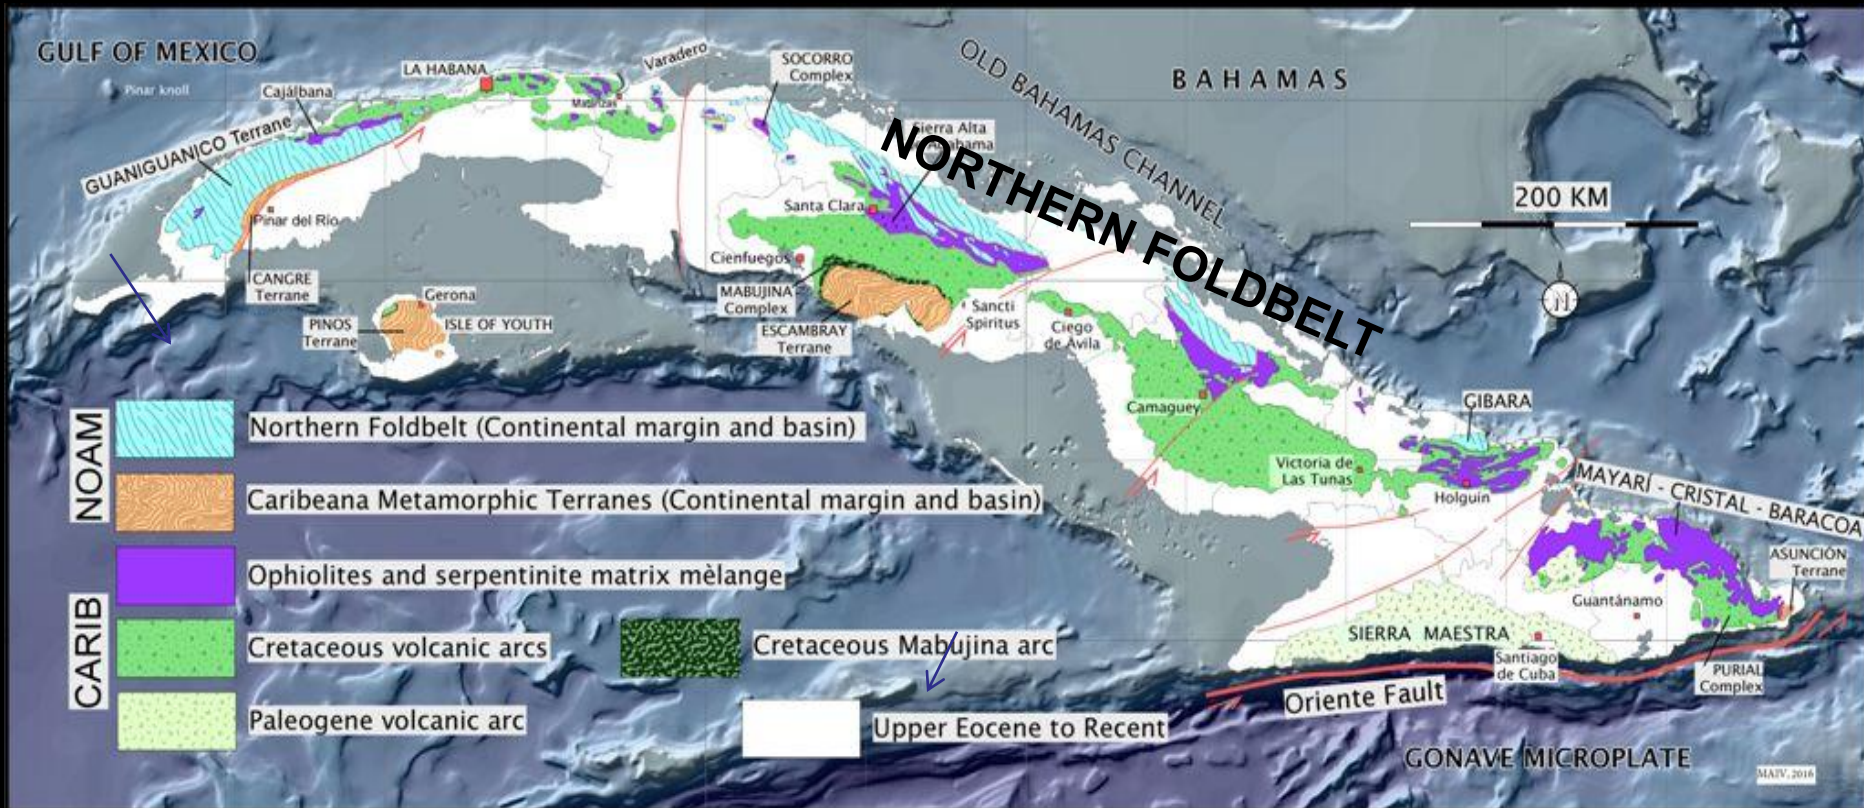 GULF OF MEXICO
Pinar knoll
Cajálbana
LA HABANA
Varadero
Matanzas
SOCORRO
Complex
OLD BAHAMAS CHANNEL
BAHAMAS
GUANIGUANICO Terrane
Sierra Alta
NORTHERN FOLDBELT
200 KM
N
Pinar del Río
Santa Clara
Cienfuegos
CANGRE
Terrane
Gerona
PINOS
Terrane
ISLE OF YOUTH
MABUJINA
Complex
ESCAMBRAY
Terrane
Sancti
Spiritus
Ciego
de Ávila
Camaguey
GIBARA
Victoria de
Las Tunas
Holguín
MAYARÍ - CRISTAL - BARACOA
ASUNCIÓN
Terrane
Guantánamo
SIERRA MAESTRA
Santiago
de Cuba
PURIAL
Complex
Oriente Fault
GONAVE MICROPLATE
MAIV, 2016
NOAM
Northern Foldbelt (Continental margin and basin)
Caribeana Metamorphic Terranes (Continental margin and basin)
CARIB
Ophiolites and serpentinite matrix mèlange
Cretaceous volcanic arcs
Cretaceous Mabujina arc
Paleogene volcanic arc
Upper Eocene to Recent